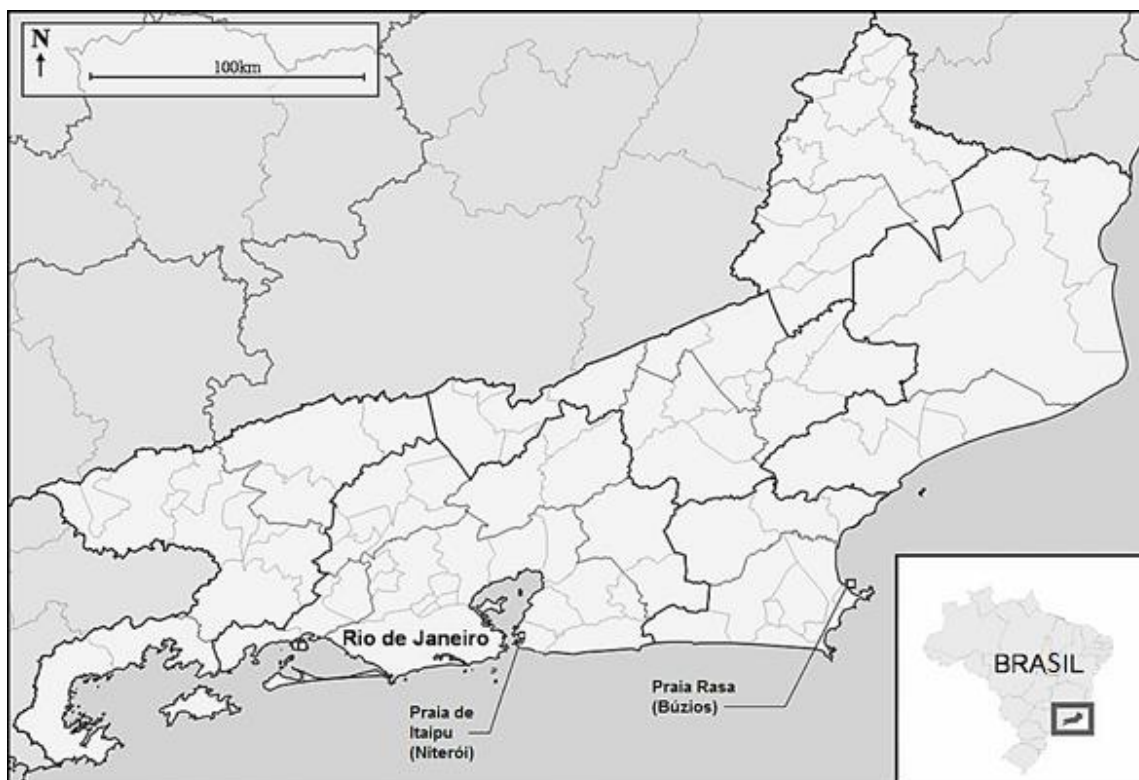 N
100km
Rio de Janeiro
Praia de
Itaipu
(Niterói)
Praia Rasa
(Búzios)
BRASIL